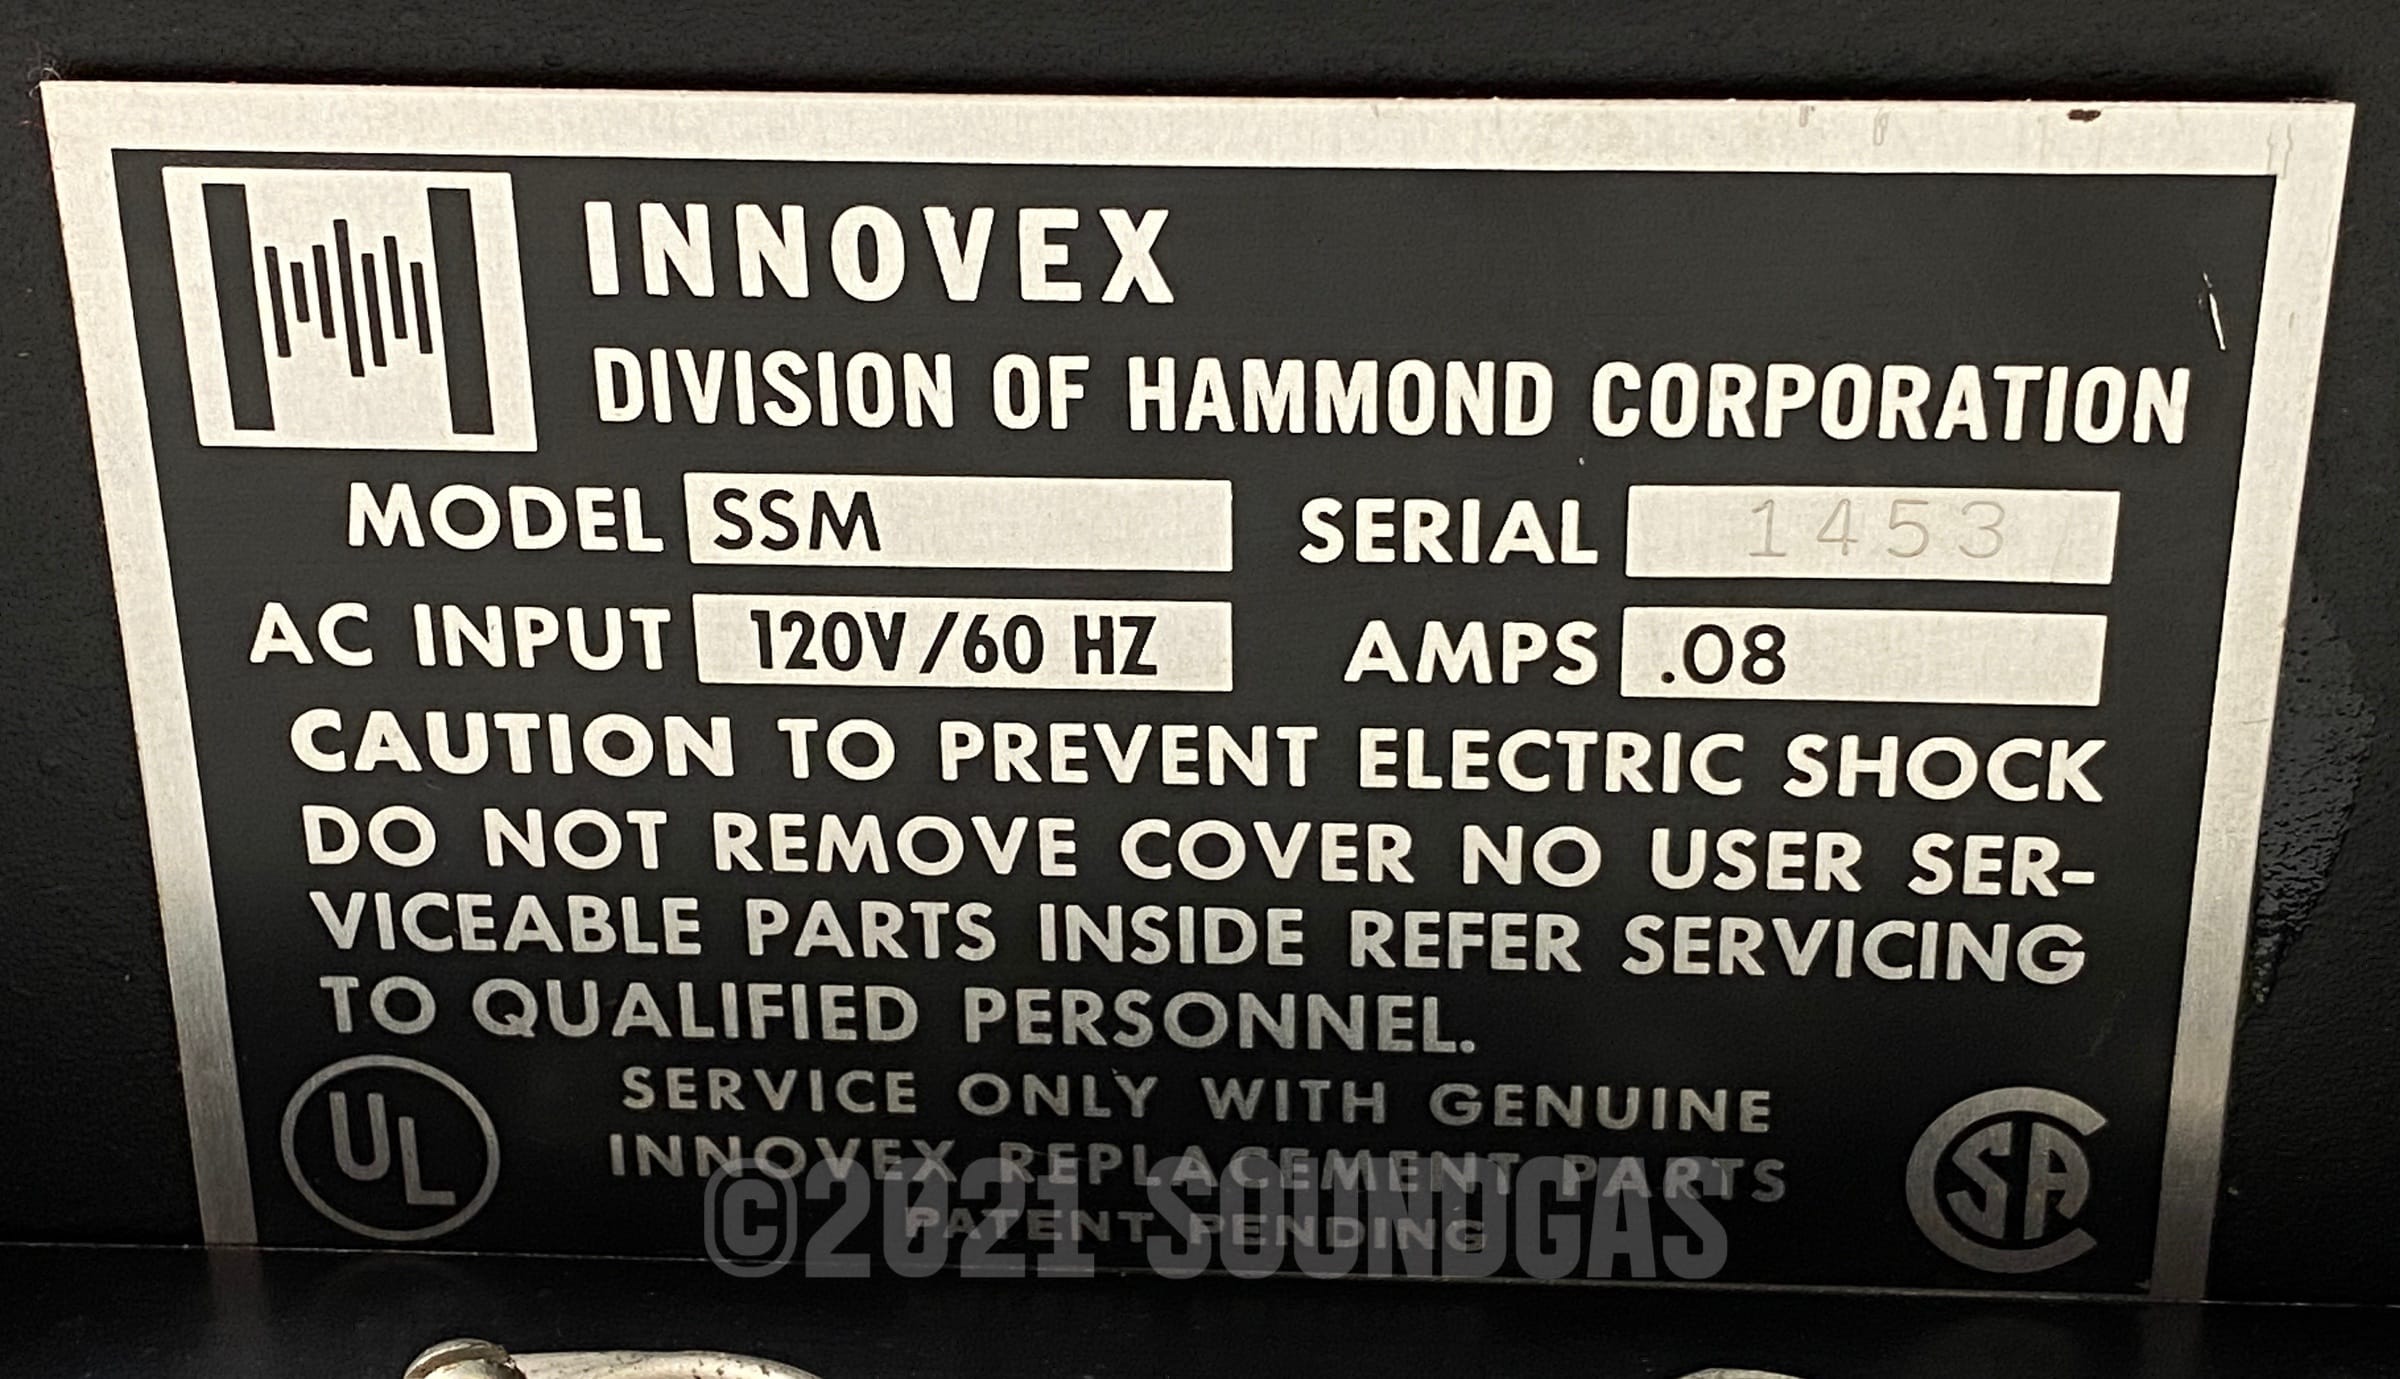 INNOVEX
DIVISION OF HAMMOND CORPORATION
MODEL SSM SERIAL 1453
AC INPUT 120V/60 HZ AMPS .08
CAUTION TO PREVENT ELECTRIC SHOCK
DO NOT REMOVE COVER NO USER SER-
VICEABLE PARTS INSIDE REFER SERVICING
TO QUALIFIED PERSONNEL.
UL
SERVICE ONLY WITH GENUINE
INNOVEX REPLACEMENT PARTS
PATENT PENDING
CSA
©2021 SOUNDGAS